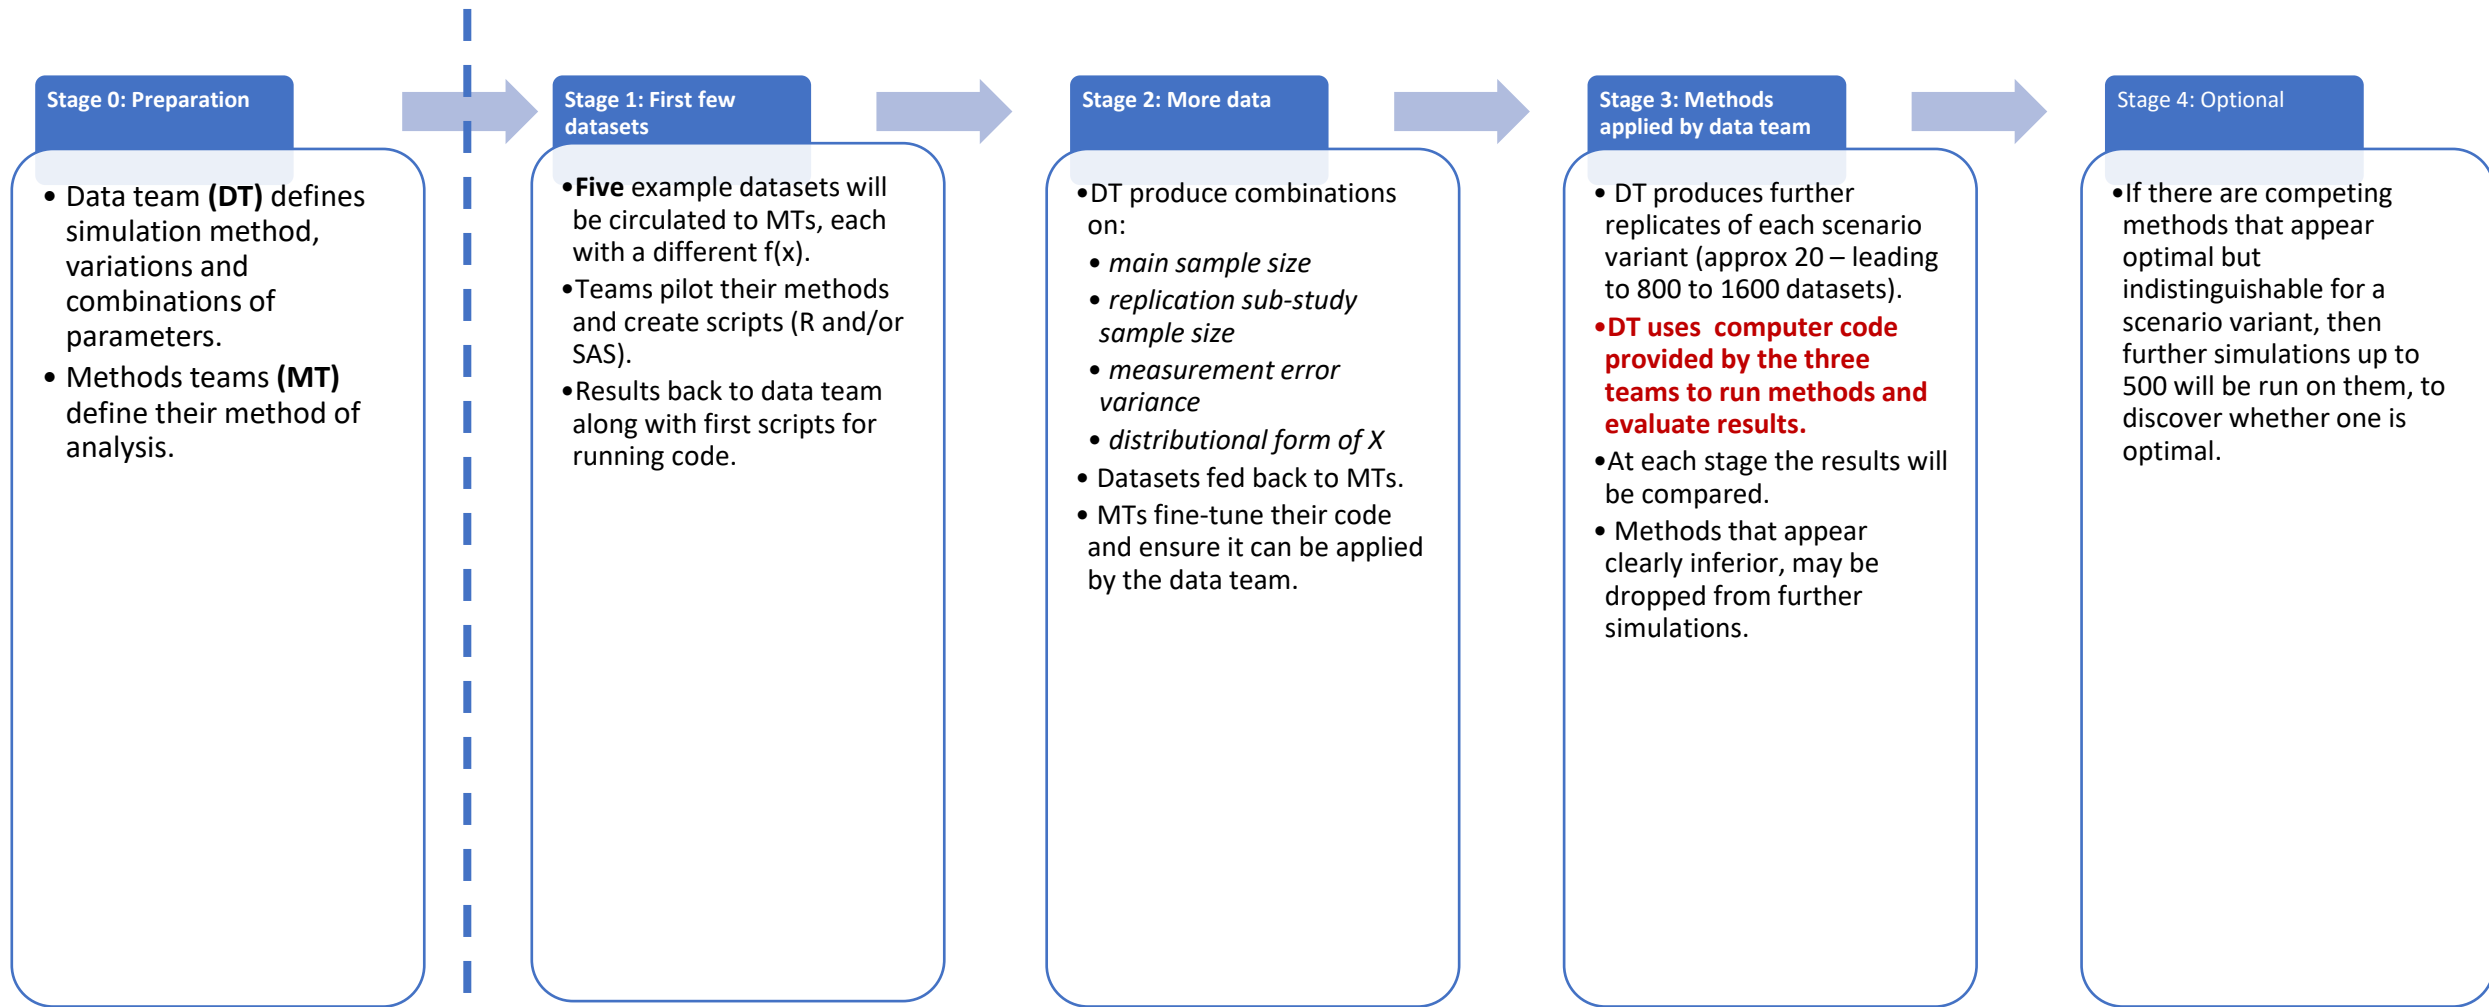 Stage 0: Preparation
• Data team (DT) defines
simulation method,
variations and
combinations of
parameters.
• Methods teams (MT)
define their method of
analysis.
Stage 1: First few
datasets
•Five example datasets will
be circulated to MTs, each
with a different f(x).
•Teams pilot their methods
and create scripts (R and/or
SAS).
•Results back to data team
along with first scripts for
running code.
Stage 2: More data
•DT produce combinations
on:
• main sample size
• replication sub-study
sample size
• measurement error
variance
• distributional form of X
• Datasets fed back to MTs.
• MTs fine-tune their code
and ensure it can be applied
by the data team.
Stage 3: Methods
applied by data team
• DT produces further
replicates of each scenario
variant (approx 20 – leading
to 800 to 1600 datasets).
•DT uses  computer code
provided by the three
teams to run methods and
evaluate results.
•At each stage the results will
be compared.
• Methods that appear
clearly inferior, may be
dropped from further
simulations.
Stage 4: Optional
•If there are competing
methods that appear
optimal but
indistinguishable for a
scenario variant, then
further simulations up to
500 will be run on them, to
discover whether one is
optimal.